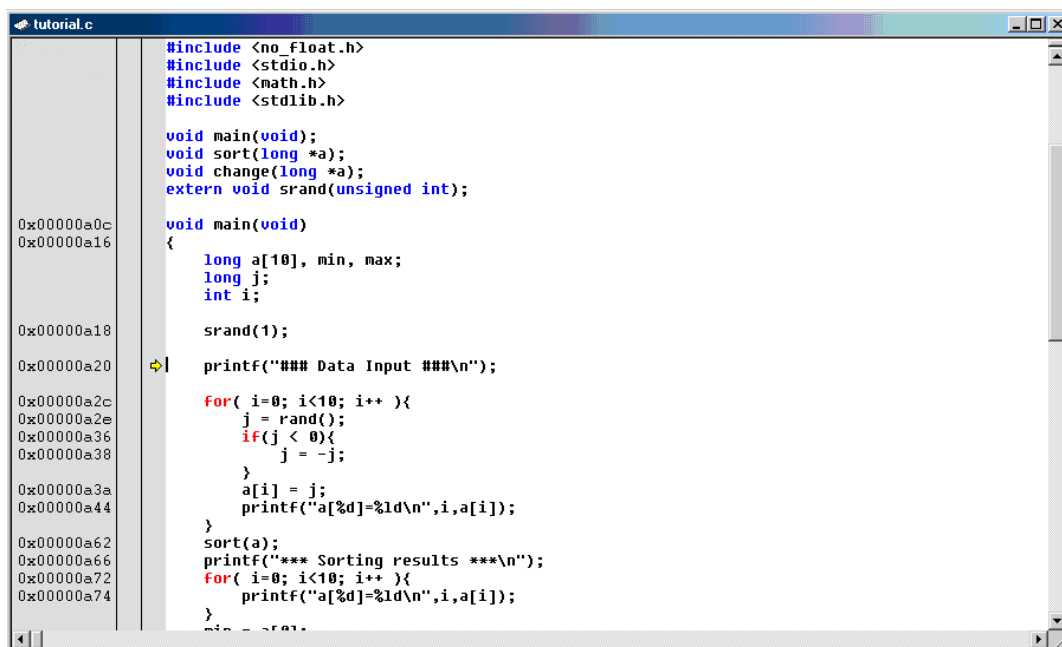 tutorial.c
#include <no_float.h>
#include <stdio.h>
#include <math.h>
#include <stdlib.h>
void main(void);
void sort(long *a);
void change(long *a);
extern void srand(unsigned int);
0x00000a0c void main(void)
0x00000a16 {
long a[10], min, max;
long j;
int i;
0x00000a18 srand(1);
0x00000a20 printf("### Data Input ###\n");
0x00000a2c for( i=0; i<10; i++ ){
0x00000a2e j = rand();
0x00000a36 if(j < 0){
0x00000a38 j = -j;
}
0x00000a3a a[i] = j;
0x00000a44 printf("a[%d]=%ld\n",i,a[i]);
}
0x00000a62 sort(a);
0x00000a66 printf("*** Sorting results ***\n");
0x00000a72 for( i=0; i<10; i++ ){
0x00000a74 printf("a[%d]=%ld\n",i,a[i]);
}
min = a[0];